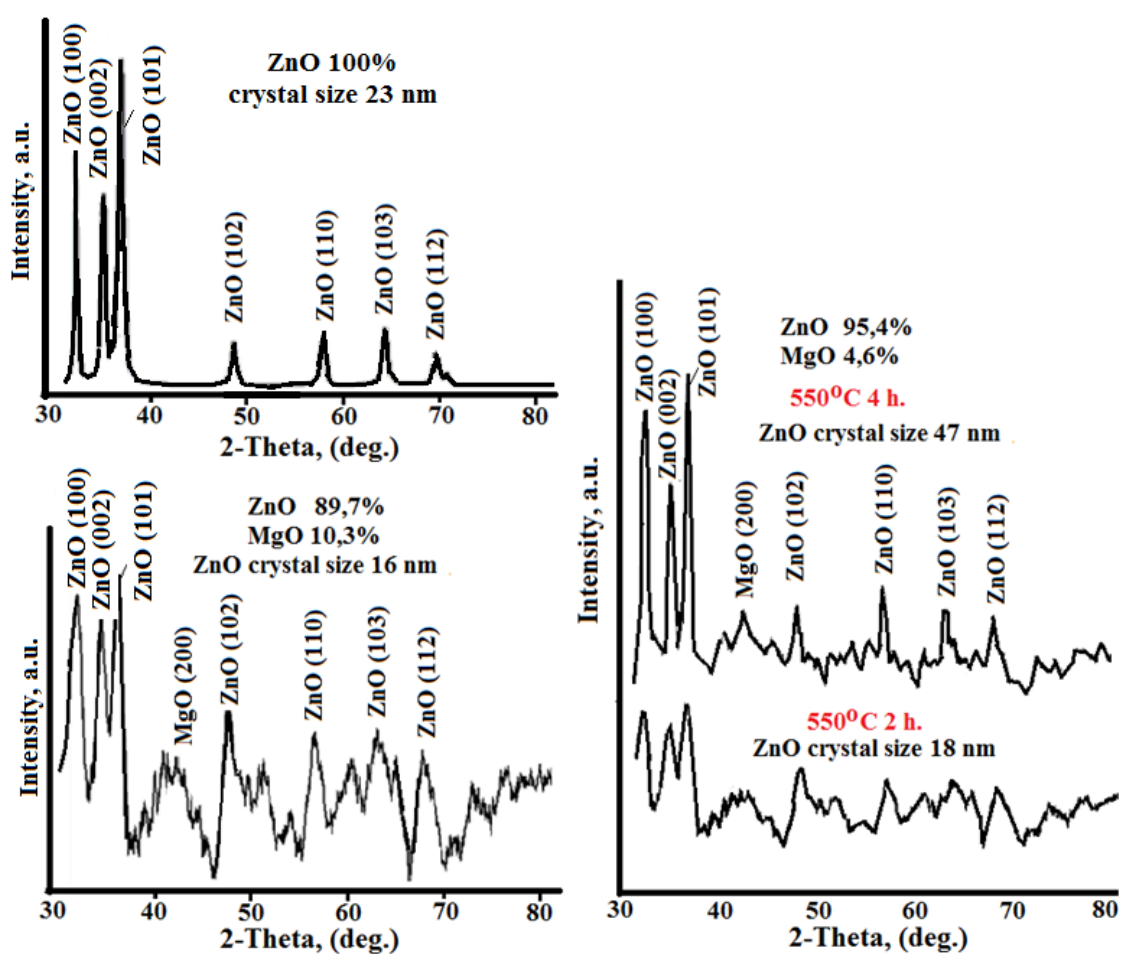 ZnO (100)
ZnO (002)
ZnO (101)
ZnO 100%
crystal size 23 nm
ZnO (102)
ZnO (110)
ZnO (103)
ZnO (112)
Intensity, a.u.
30 40 50 60 70 80
2-Theta, (deg.)
ZnO (100)
ZnO (002)
ZnO (101)
ZnO 89,7%
MgO 10,3%
ZnO crystal size 16 nm
MgO (200)
ZnO (102)
ZnO (110)
ZnO (103)
ZnO (112)
Intensity, a.u.
30 40 50 60 70 80
2-Theta, (deg.)
ZnO (100)
ZnO (002)
ZnO (101)
ZnO 95,4%
MgO 4,6%
550⁰C 4 h.
ZnO crystal size 47 nm
MgO (200)
ZnO (102)
ZnO (110)
ZnO (103)
ZnO (112)
Intensity, a.u.
550⁰C 2 h.
ZnO crystal size 18 nm
30 40 50 60 70 80
2-Theta, (deg.)